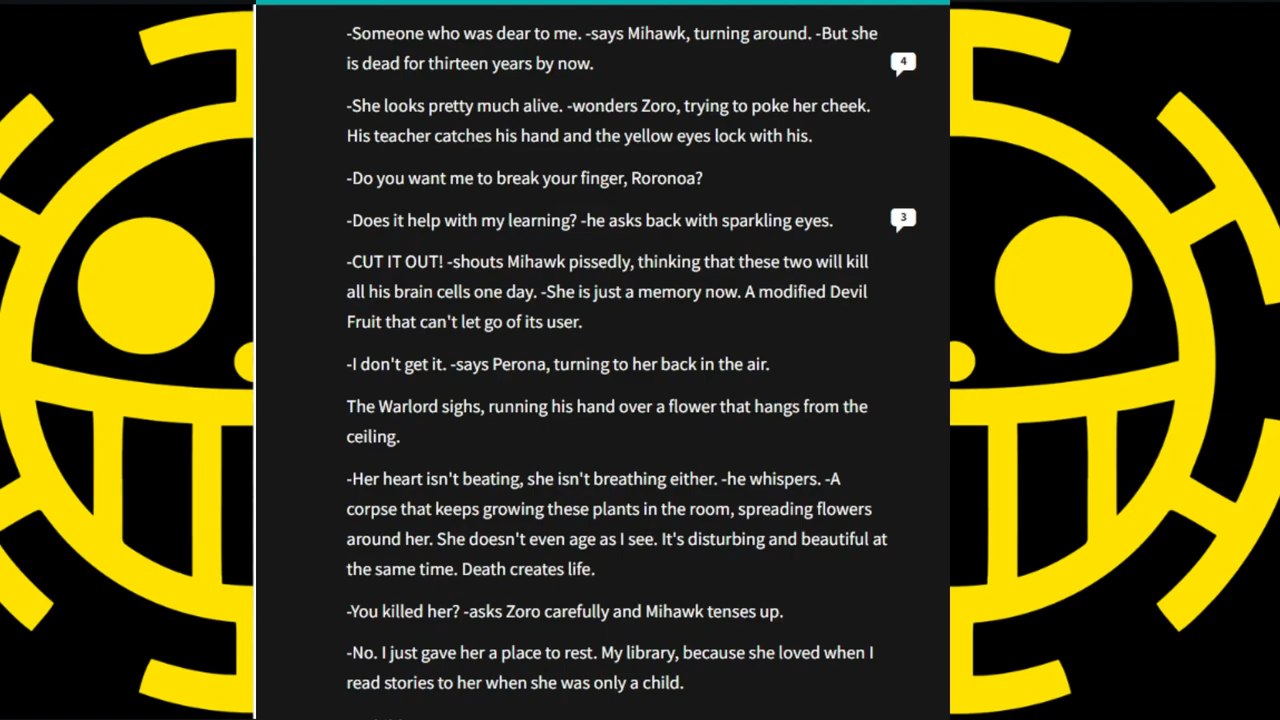 -Someone who was dear to me. -says Mihawk, turning around. -But she
is dead for thirteen years by now.
4
-She looks pretty much alive. -wonders Zoro, trying to poke her cheek.
His teacher catches his hand and the yellow eyes lock with his.
-Do you want me to break your finger, Roronoa?
-Does it help with my learning? -he asks back with sparkling eyes.
3
-CUT IT OUT! -shouts Mihawk pissedly, thinking that these two will kill
all his brain cells one day. -She is just a memory now. A modified Devil
Fruit that can't let go of its user.
-I don't get it. -says Perona, turning to her back in the air.
The Warlord sighs, running his hand over a flower that hangs from the
ceiling.
-Her heart isn't beating, she isn't breathing either. -he whispers. -A
corpse that keeps growing these plants in the room, spreading flowers
around her. She doesn't even age as I see. It's disturbing and beautiful at
the same time. Death creates life.
-You killed her? -asks Zoro carefully and Mihawk tenses up.
-No. I just gave her a place to rest. My library, because she loved when I
read stories to her when she was only a child.